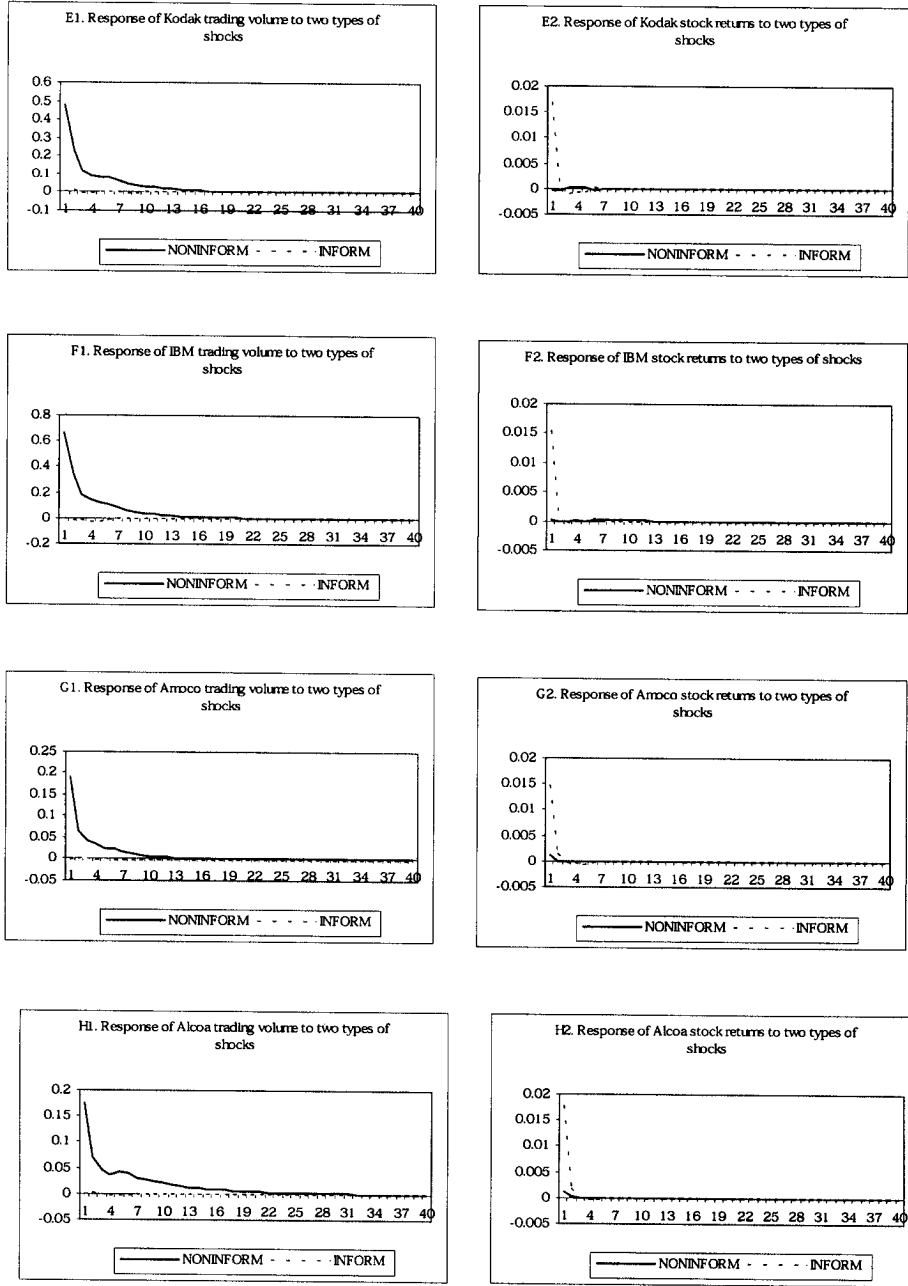 E1. Response of Kodak trading volume to two types of
shocks
0.6
0.5
0.4
0.3
0.2
0.1
0
-0.1
1 4 7 10 13 16 19 22 25 28 31 34 37 40
NONINFORM INFORM
E2. Response of Kodak stock returns to two types of
shocks
0.02
0.015
0.01
0.005
0
-0.005
1 4 7 10 13 16 19 22 25 28 31 34 37 40
NONINFORM INFORM
F1. Response of IBM trading volume to two types of
shocks
0.8
0.6
0.4
0.2
0
-0.2
1 4 7 10 13 16 19 22 25 28 31 34 37 40
NONINFORM INFORM
F2. Response of IBM stock returns to two types of shocks
0.02
0.015
0.01
0.005
0
-0.005
1 4 7 10 13 16 19 22 25 28 31 34 37 40
NONINFORM INFORM
G1. Response of Amoco trading volume to two types of
shocks
0.25
0.2
0.15
0.1
0.05
0
-0.05
1 4 7 10 13 16 19 22 25 28 31 34 37 40
NONINFORM INFORM
G2. Response of Amoco stock returns to two types of
shocks
0.02
0.015
0.01
0.005
0
-0.005
1 4 7 10 13 16 19 22 25 28 31 34 37 40
NONINFORM INFORM
H1. Response of Alcoa trading volume to two types of
shocks
0.2
0.15
0.1
0.05
0
-0.05
1 4 7 10 13 16 19 22 25 28 31 34 37 40
NONINFORM INFORM
H2. Response of Alcoa stock returns to two types of
shocks
0.02
0.015
0.01
0.005
0
-0.005
1 4 7 10 13 16 19 22 25 28 31 34 37 40
NONINFORM INFORM